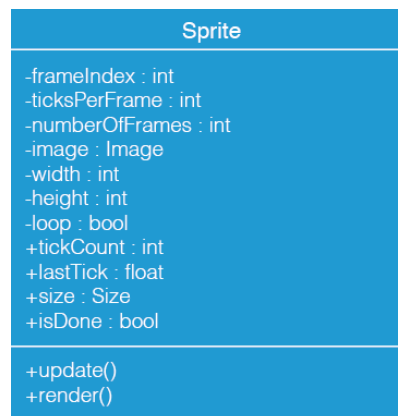 Sprite
-frameIndex : int
-ticksPerFrame : int
-numberOfFrames : int
-image : Image
-width : int
-height : int
-loop : bool
+tickCount : int
+lastTick : float
+size : Size
+isDone : bool
+update()
+render()